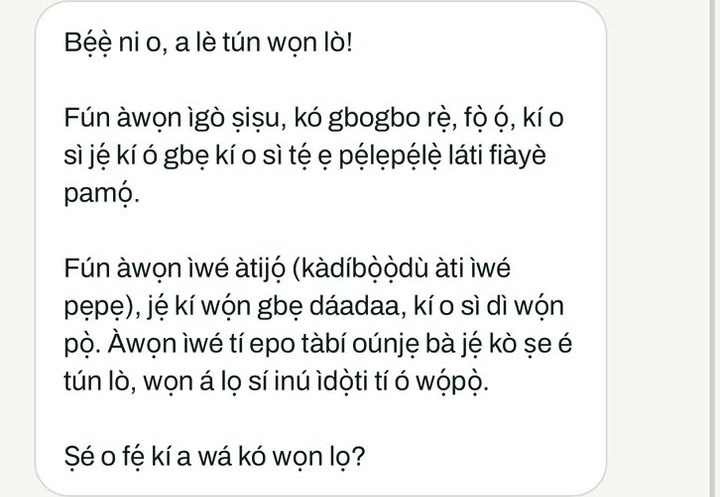 Bẹ́ẹ̀ ni o, a lè tún wọn lò!
Fún àwọn ìgò ṣiṣu, kó gbogbo rẹ̀, fọ̀ ọ́, kí o
sì jẹ́ kí ó gbẹ kí o sì tẹ́ ẹ pẹ́lẹpẹ́lẹ̀ láti fiàyè
pamọ́.
Fún àwọn ìwé àtijọ́ (kàdíbọ̀ọ̀dù àti ìwé
pẹpẹ), jẹ́ kí wọ́n gbẹ dáadaa, kí o sì dì wọ́n
pọ̀. Àwọn ìwé tí epo tàbí oúnjẹ bà jẹ́ kò ṣe é
tún lò, wọn á lọ sí inú ìdọ̀ti tí ó wọ́pọ̀.
Ṣé o fẹ́ kí a wá kó wọn lọ?